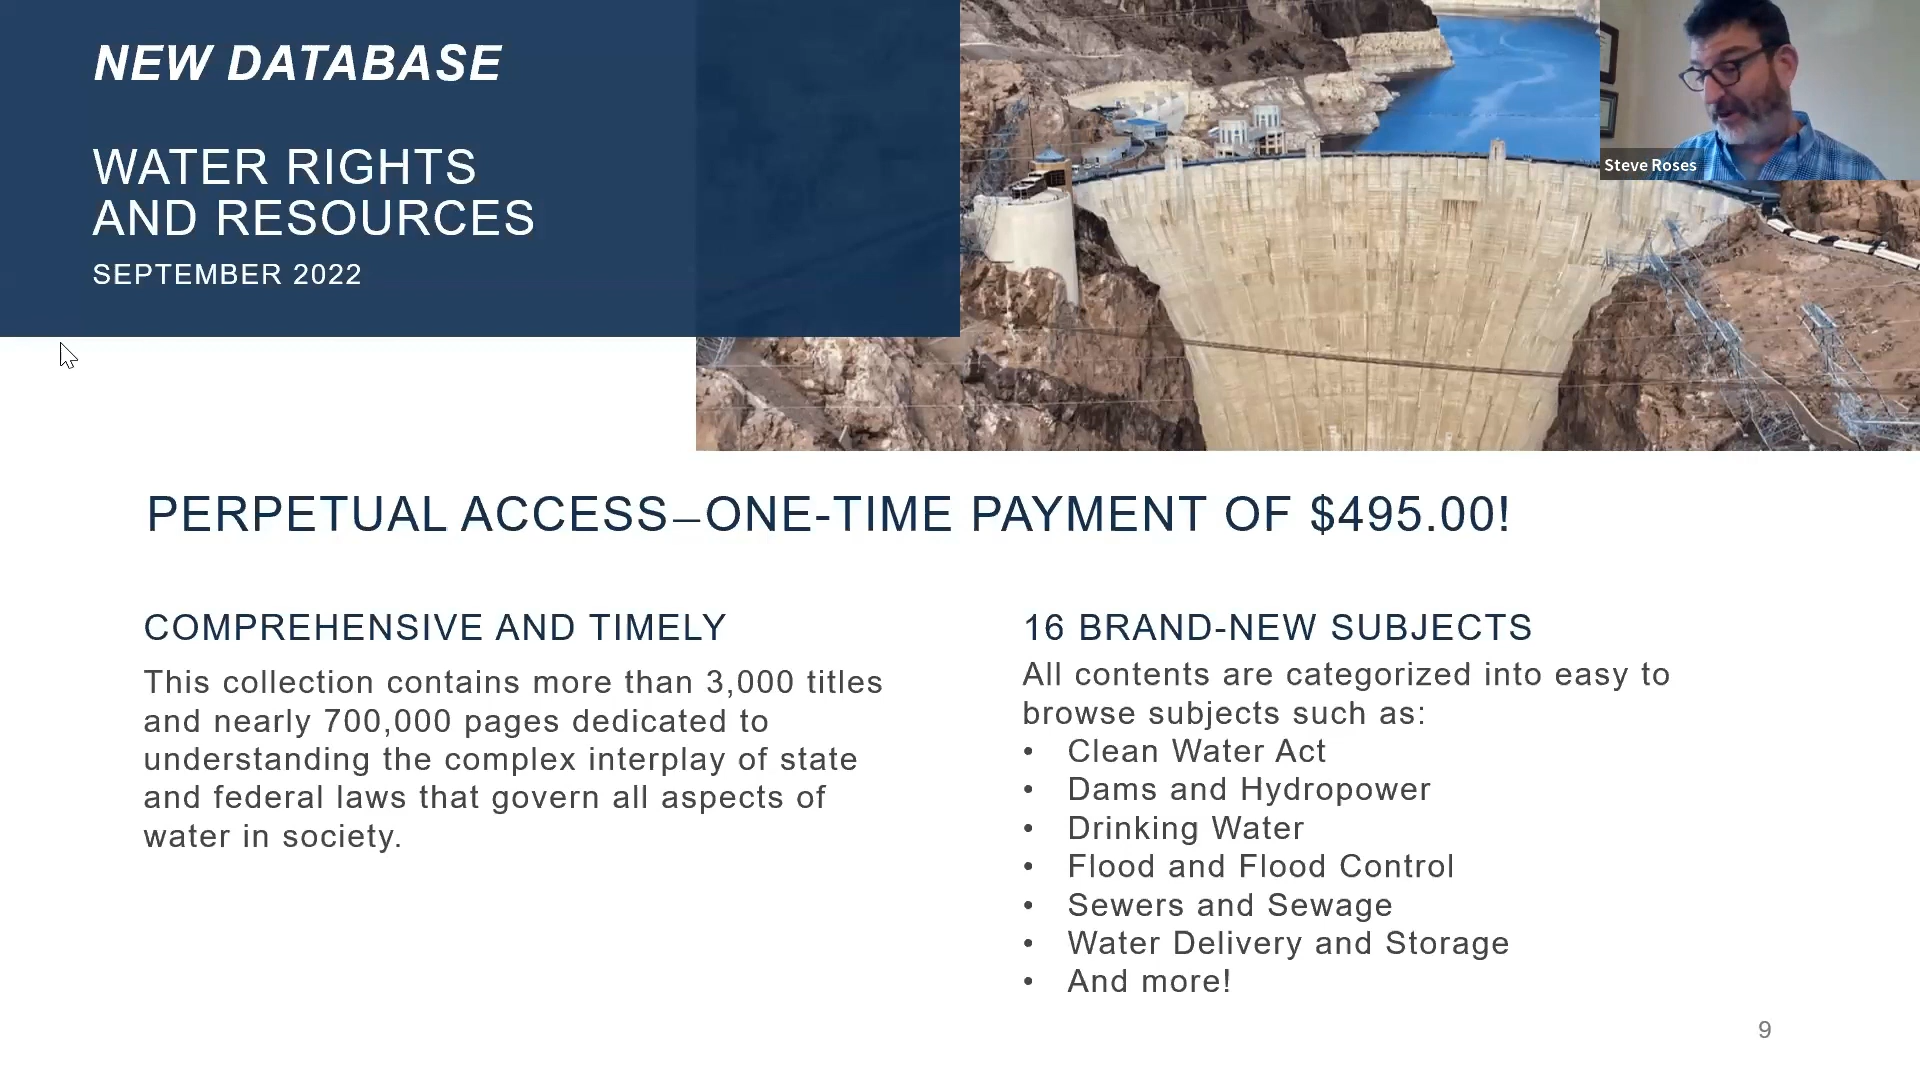 NEW DATABASE
WATER RIGHTS
AND RESOURCES
SEPTEMBER 2022
Steve Roses
PERPETUAL ACCESS—ONE-TIME PAYMENT OF $495.00!
COMPREHENSIVE AND TIMELY
This collection contains more than 3,000 titles
and nearly 700,000 pages dedicated to
understanding the complex interplay of state
and federal laws that govern all aspects of
water in society.
16 BRAND-NEW SUBJECTS
All contents are categorized into easy to
browse subjects such as:
• Clean Water Act
• Dams and Hydropower
• Drinking Water
• Flood and Flood Control
• Sewers and Sewage
• Water Delivery and Storage
• And more!
9